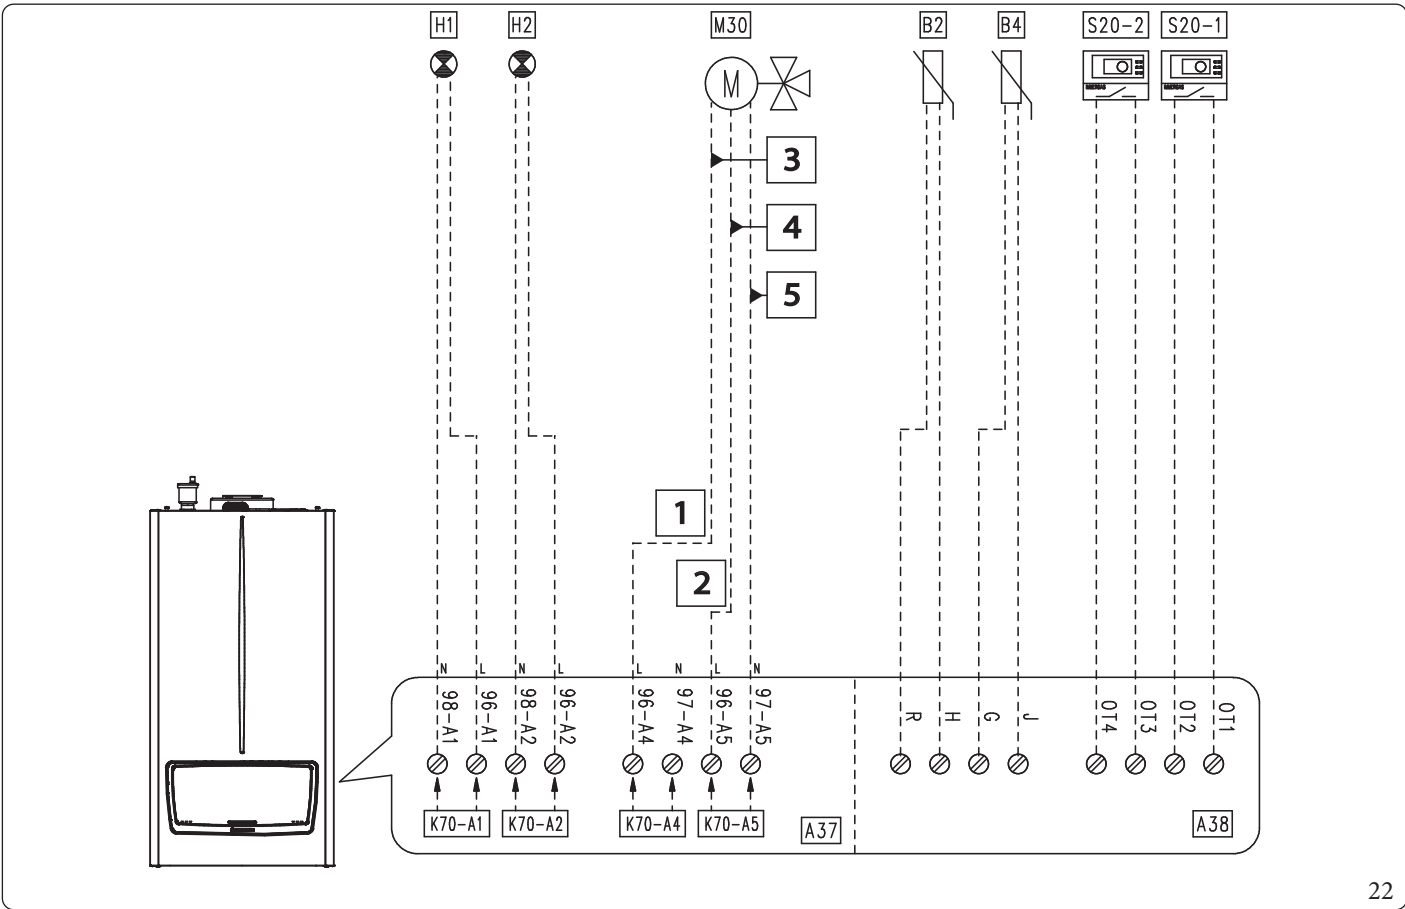 H1 H2 M30 B2 B4 S20-2 S20-1
M
3
4
5
1
2
N L N L L N L N
98-A1 96-A1 98-A2 96-A2 96-A4 97-A4 96-A5 97-A5 R H G J OT4 OT3 OT2 OT1
K70-A1 K70-A2 K70-A4 K70-A5 A37 A38
22